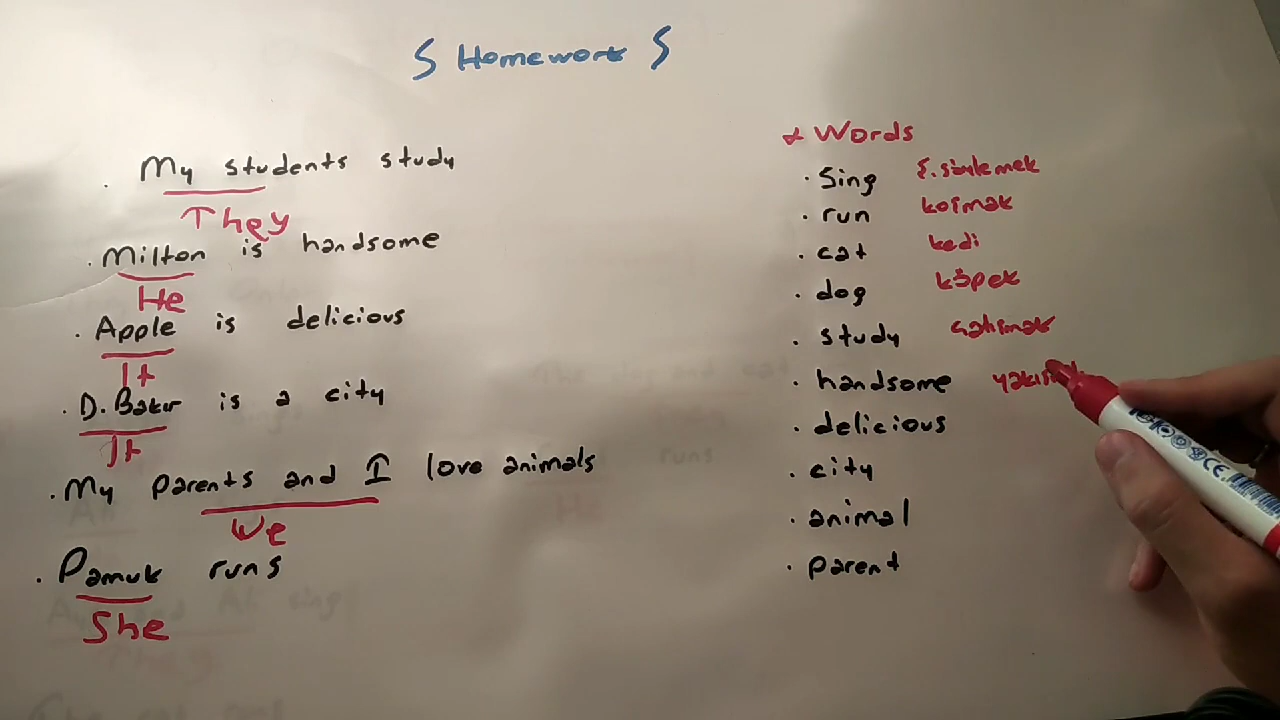 Homework
. My students study
They
. Milton is handsome
He
. Apple is delicious
It
. D. Bakır is a city
It
. My parents and I love animals
We
. Pamuk runs
She
Words
. Sing Ş. söylemek
. run koşmak
. cat kedi
. dog köpek
. study çalışmak
. handsome
. delicious
. city
. animal
. parent